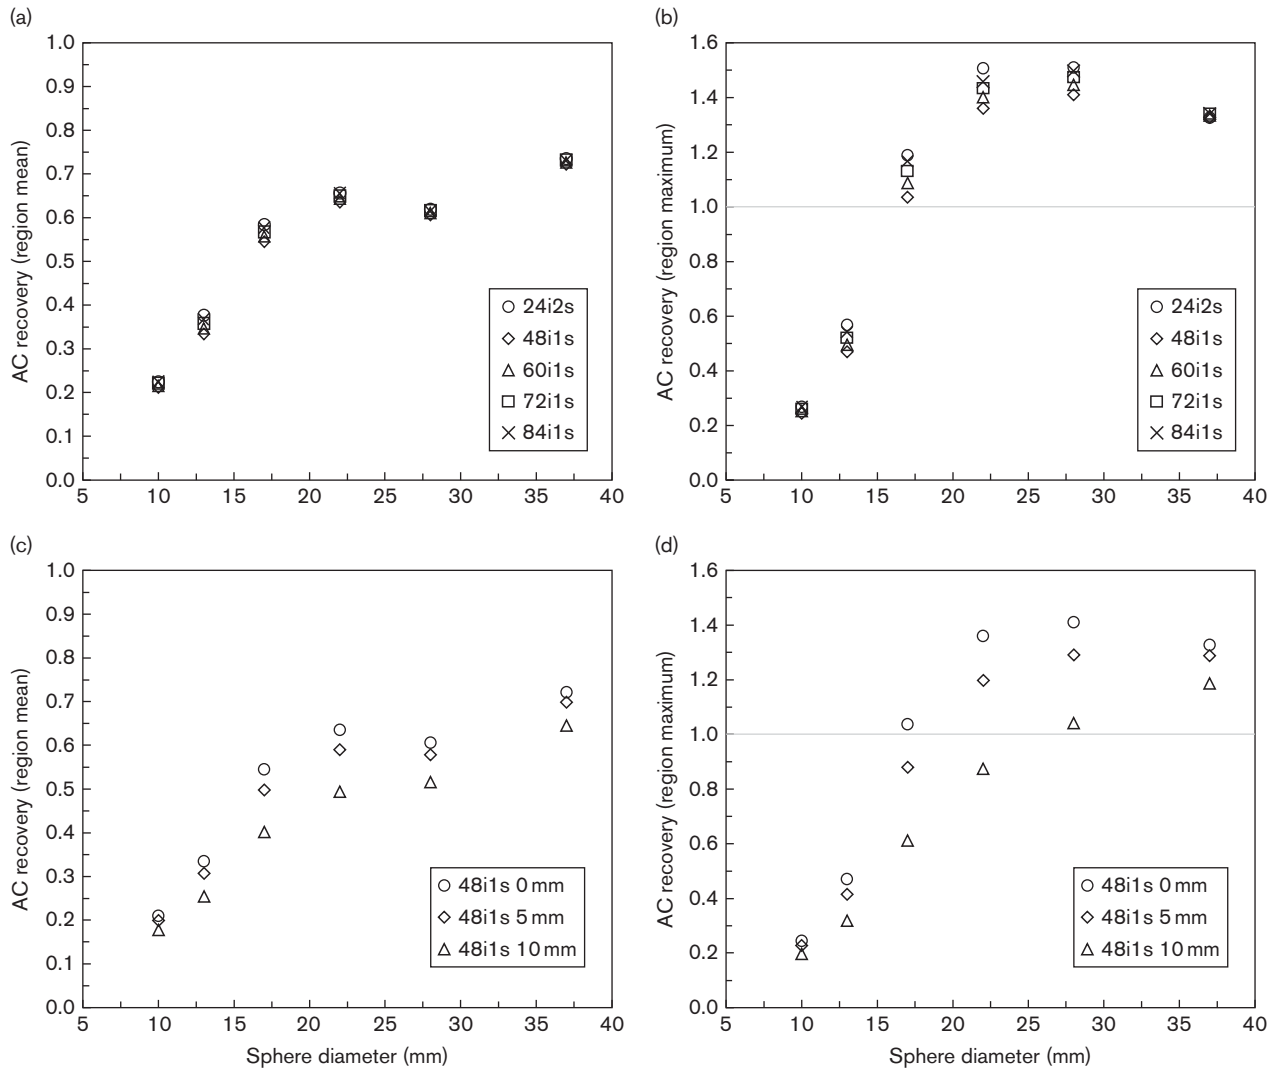 (a)
AC recovery (region mean)
1.0
0.9
0.8
0.7
0.6
0.5
0.4
0.3
0.2
0.1
0.0
5 10 15 20 25 30 35 40
24i2s
48i1s
60i1s
72i1s
84i1s
(b)
AC recovery (region maximum)
1.6
1.4
1.2
1.0
0.8
0.6
0.4
0.2
0.0
5 10 15 20 25 30 35 40
24i2s
48i1s
60i1s
72i1s
84i1s
(c)
AC recovery (region mean)
1.0
0.9
0.8
0.7
0.6
0.5
0.4
0.3
0.2
0.1
0.0
5 10 15 20 25 30 35 40
Sphere diameter (mm)
48i1s 0 mm
48i1s 5 mm
48i1s 10 mm
(d)
AC recovery (region maximum)
1.6
1.4
1.2
1.0
0.8
0.6
0.4
0.2
0.0
5 10 15 20 25 30 35 40
Sphere diameter (mm)
48i1s 0 mm
48i1s 5 mm
48i1s 10 mm